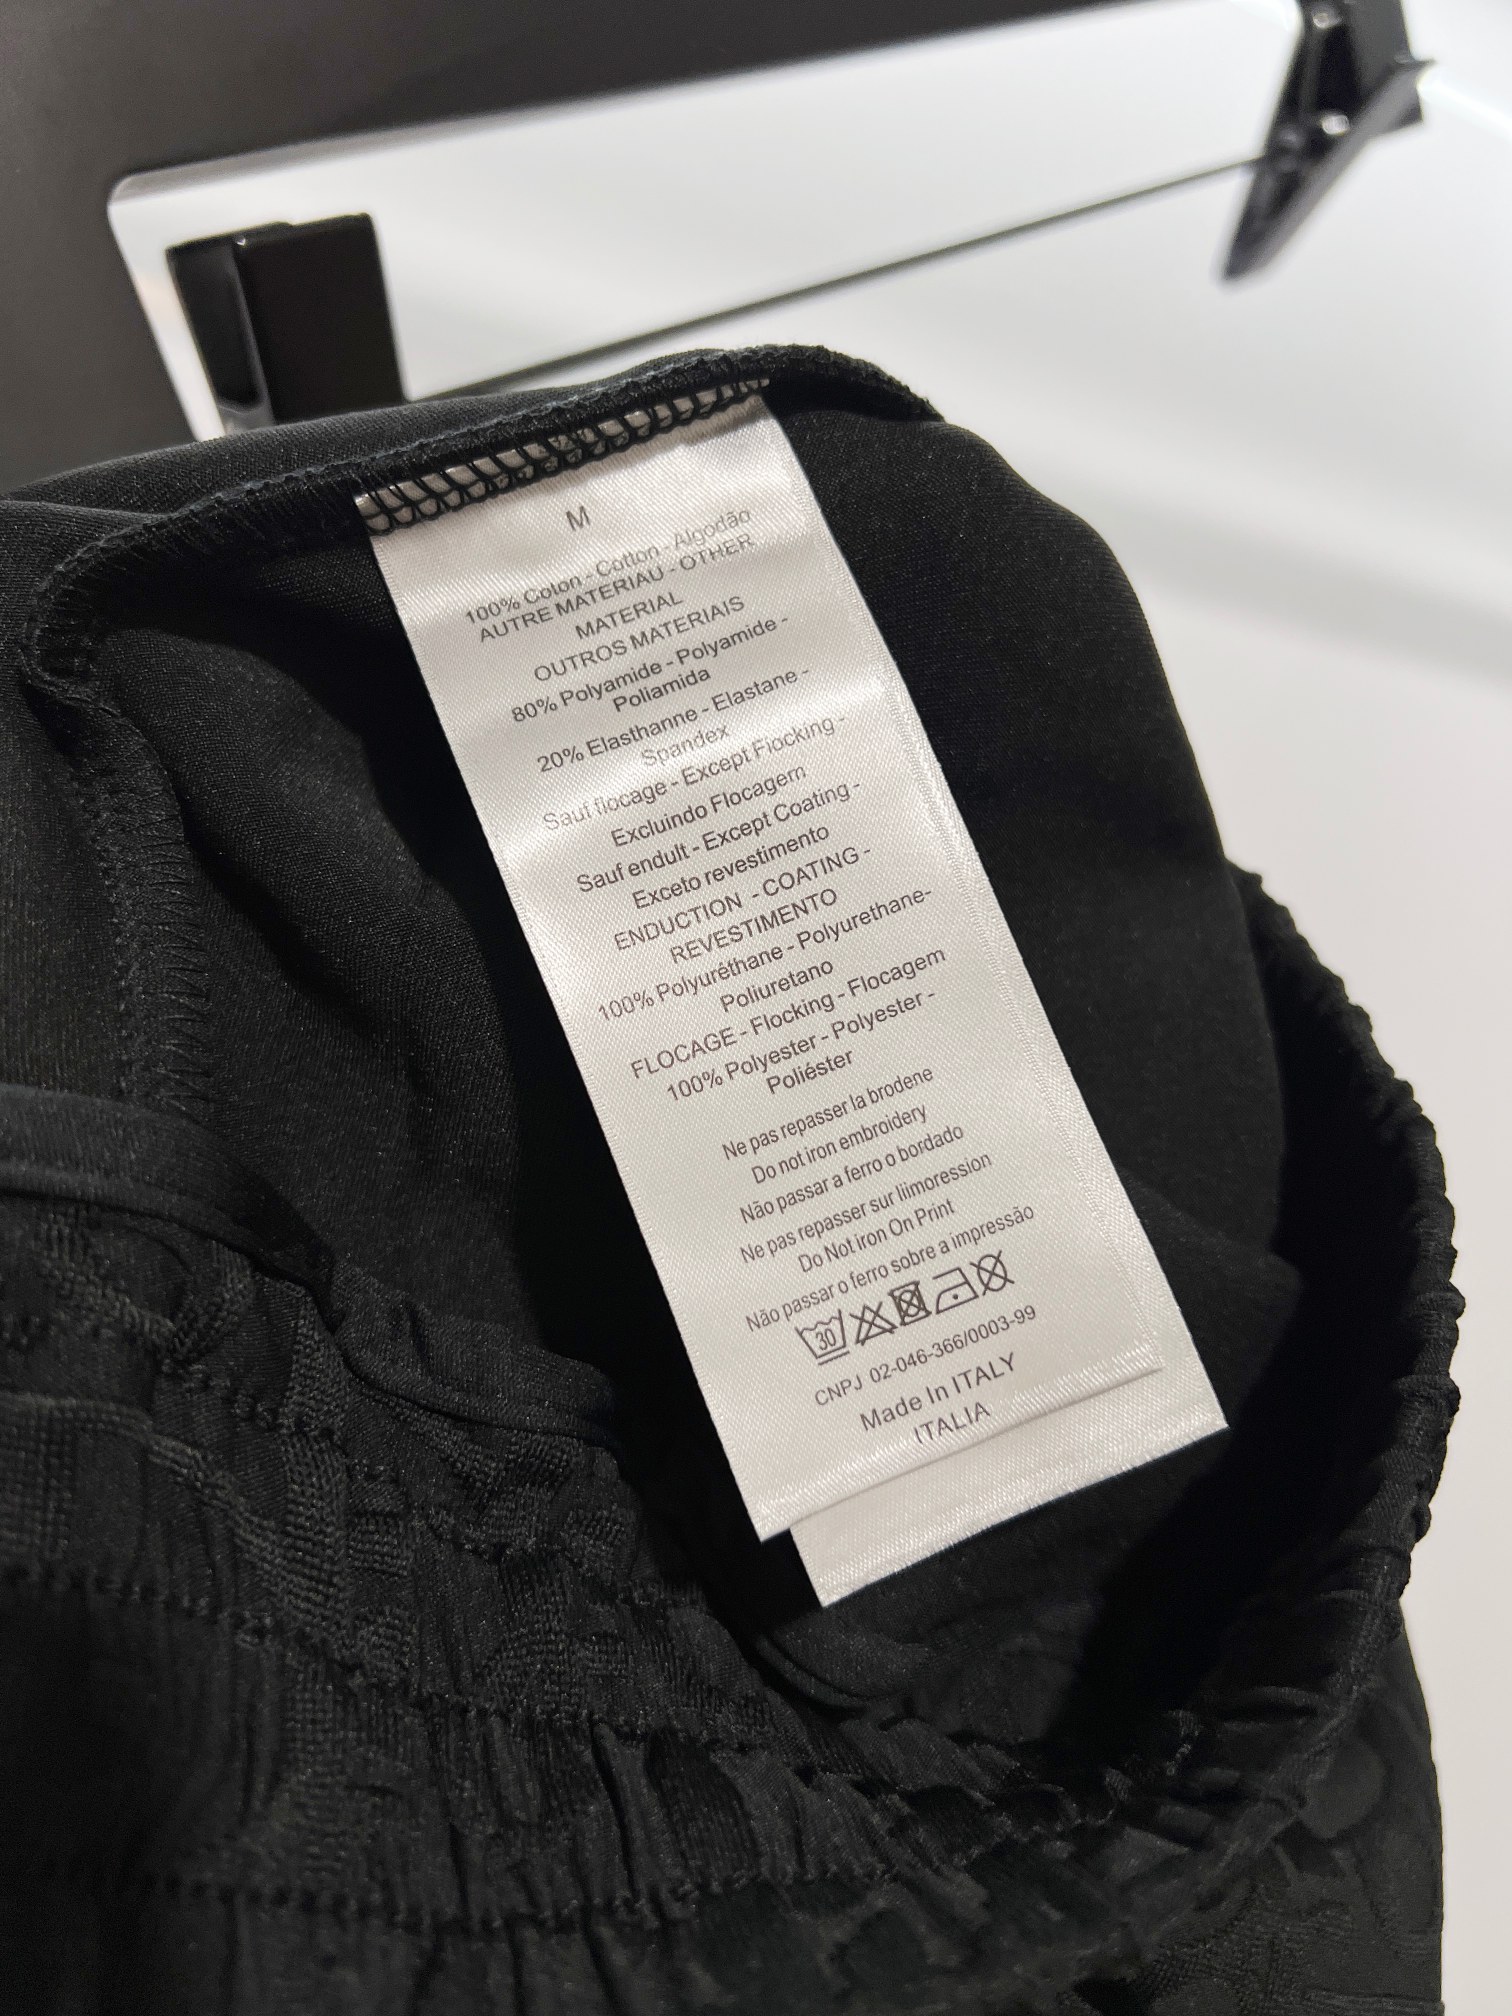 M
100% Coton - Cotton - Algodão
AUTRE MATERIAU - OTHER
MATERIAL
OUTROS MATERIAIS
80% Polyamide - Polyamide -
Poliamida
20% Elasthanne - Elastane -
Spandex
Sauf flocage - Except Fiocking -
Excluindo Flocagem
Sauf endult - Except Coating -
Exceto revestimento
ENDUCTION - COATING -
REVESTIMENTO
100% Polyuréthane - Polyurethane-
Poliuretano
FLOCAGE - Flocking - Flocagem
100% Polyester - Polyester -
Poliéster
Ne pas repasser la brodene
Do not iron embroidery
Não passar a ferro o bordado
Ne pas repasser sur liimoression
Do Not iron On Print
Não passar o ferro sobre a impressão
30
CNPJ 02-046-366/0003-99
Made In ITALY
ITALIA